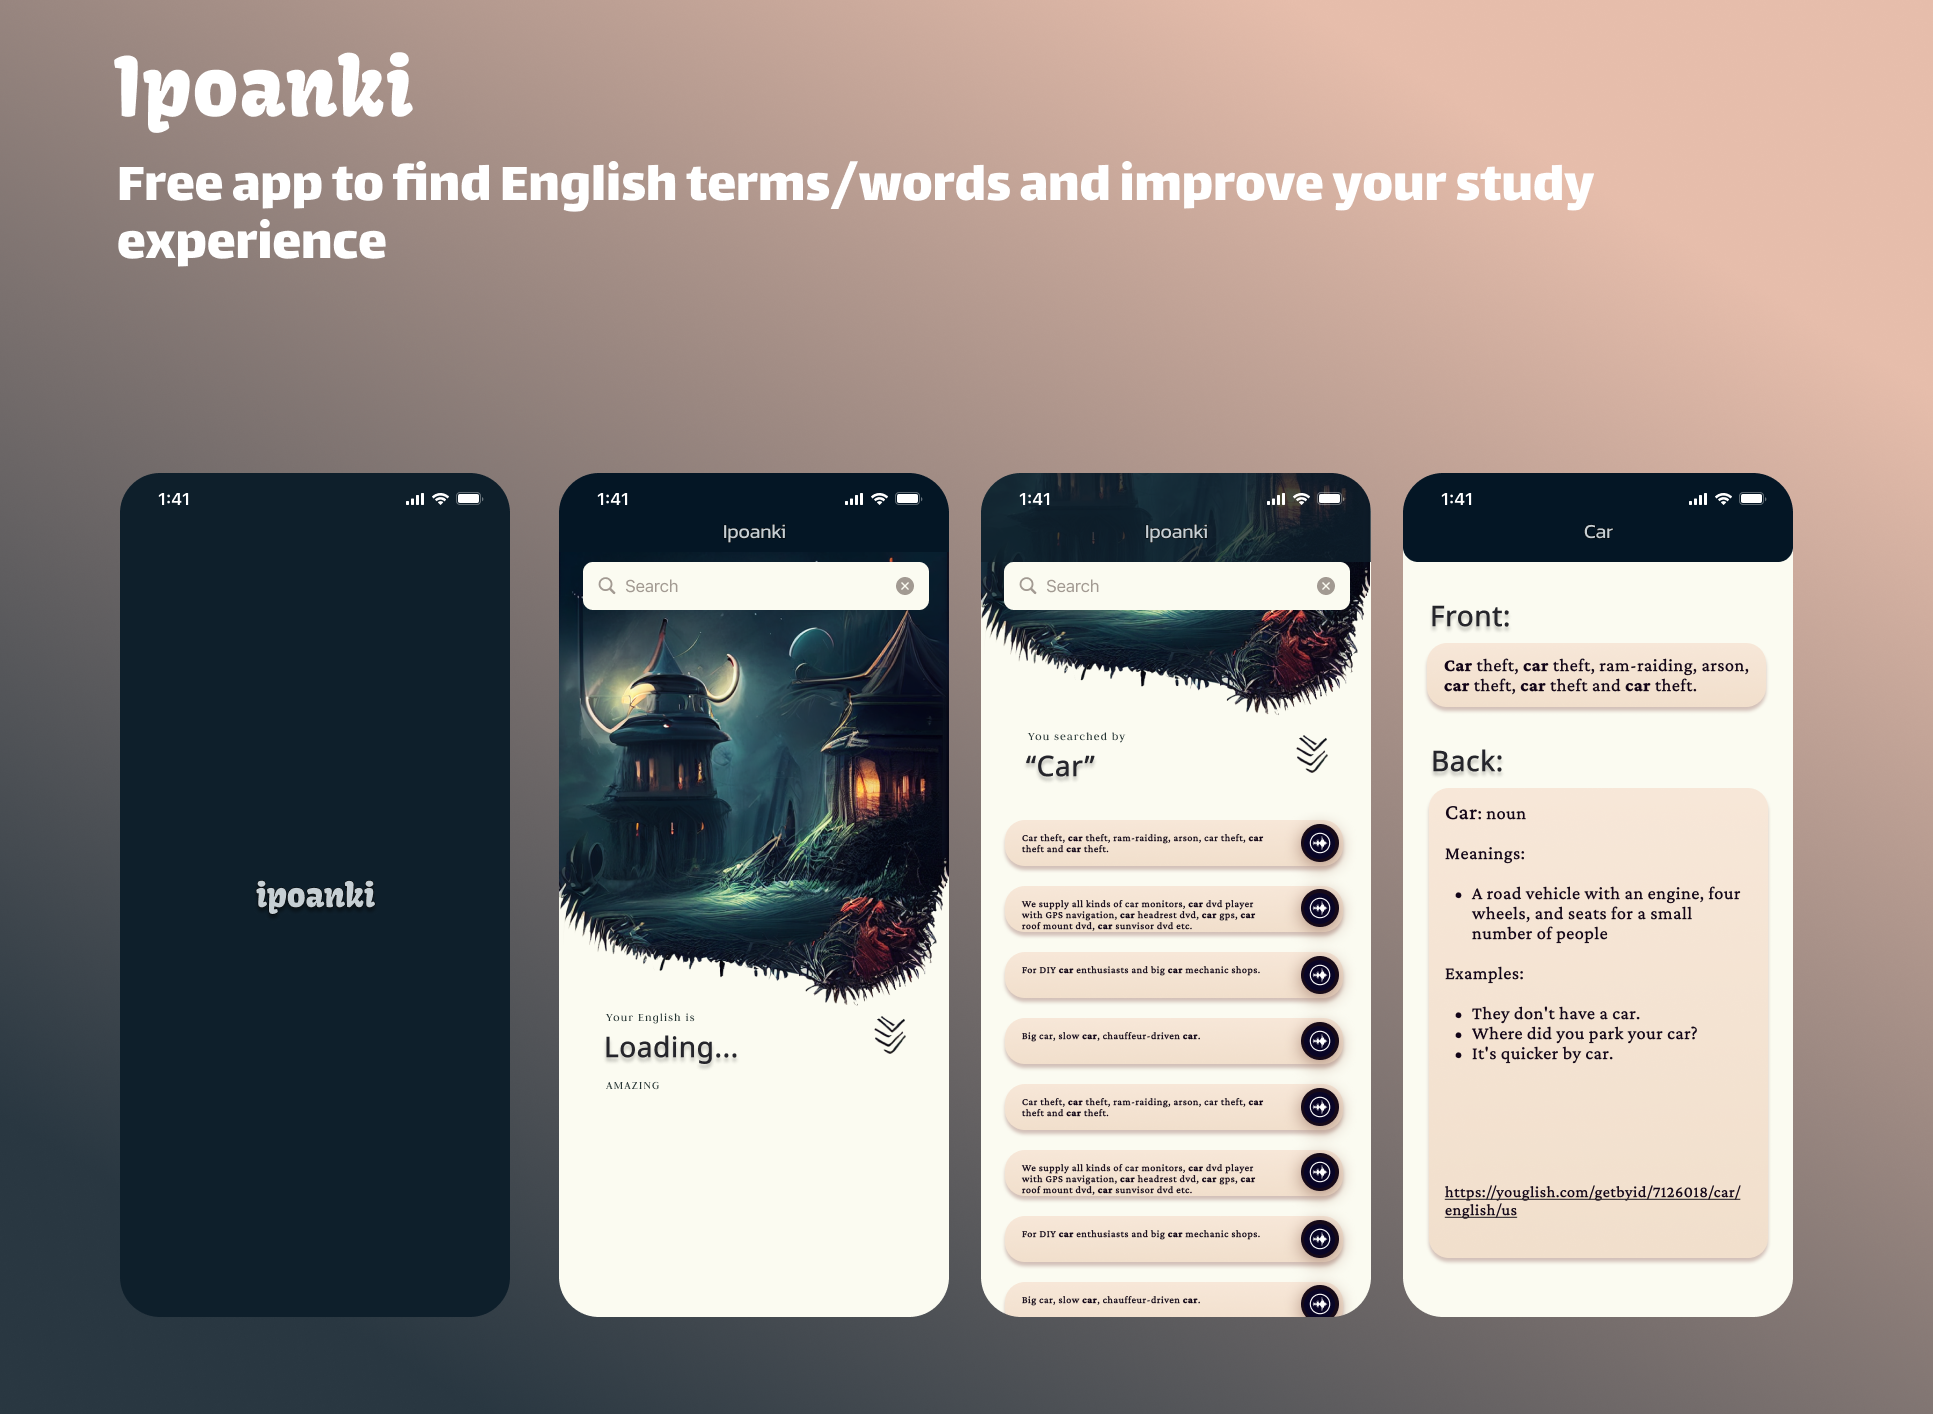 Ipoanki
Free app to find English terms/words and improve your study
experience
1:41
ipoanki
1:41
Ipoanki
Search
Your English is
Loading...
AMAZING
1:41
Ipoanki
Search
You searched by
“Car”
Car theft, car theft, ram-raiding, arson, car theft, car
theft and car theft.
We supply all kinds of car monitors, car dvd player
with GPS navigation, car headrest dvd, car gps, car
roof mount dvd, car sunvisor dvd etc.
For DIY car enthusiasts and big car mechanic shops.
Big car, slow car, chauffeur-driven car.
Car theft, car theft, ram-raiding, arson, car theft, car
theft and car theft.
We supply all kinds of car monitors, car dvd player
with GPS navigation, car headrest dvd, car gps, car
roof mount dvd, car sunvisor dvd etc.
For DIY car enthusiasts and big car mechanic shops.
Big car, slow car, chauffeur-driven car.
1:41
Car
Front:
Car theft, car theft, ram-raiding, arson,
car theft, car theft and car theft.
Back:
Car: noun
Meanings:
• A road vehicle with an engine, four
wheels, and seats for a small
number of people
Examples:
• They don't have a car.
• Where did you park your car?
• It's quicker by car.
https://youglish.com/getbyid/7126018/car/
english/us